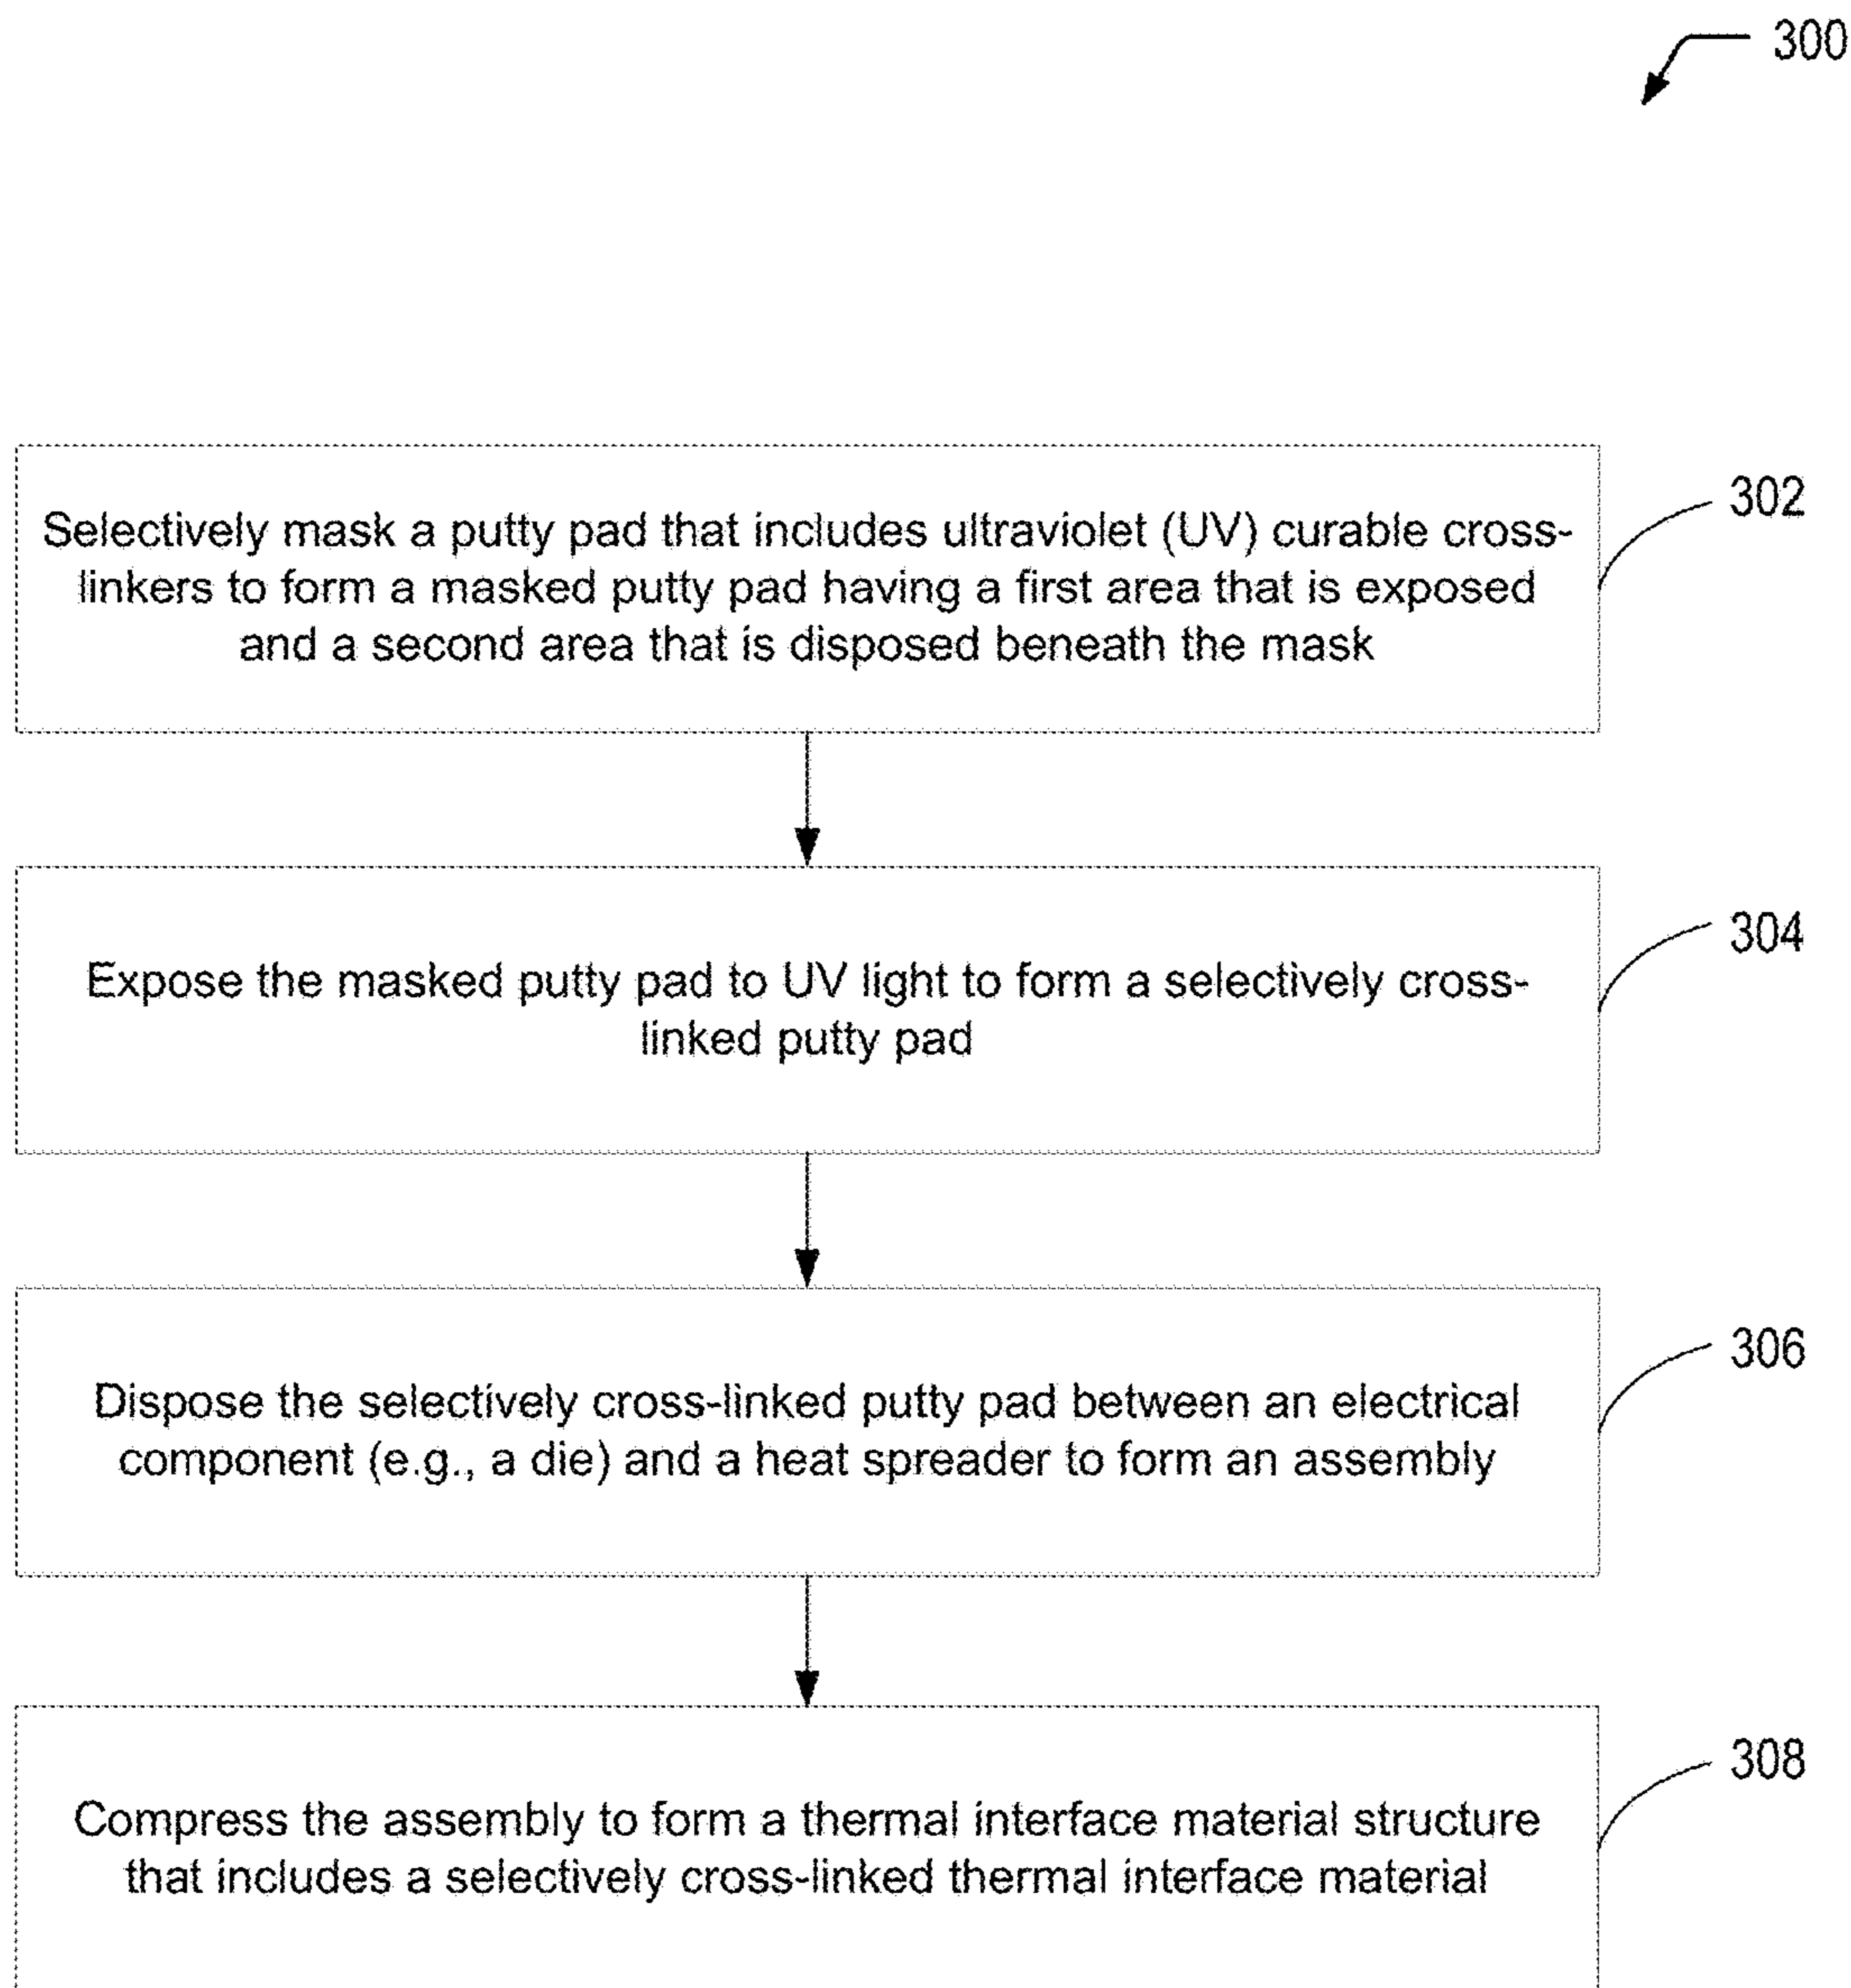 300
Selectively mask a putty pad that includes ultraviolet (UV) curable cross-
linkers to form a masked putty pad having a first area that is exposed
and a second area that is disposed beneath the mask
302
Expose the masked putty pad to UV light to form a selectively cross-
linked putty pad
304
Dispose the selectively cross-linked putty pad between an electrical
component (e.g., a die) and a heat spreader to form an assembly
306
Compress the assembly to form a thermal interface material structure
that includes a selectively cross-linked thermal interface material
308